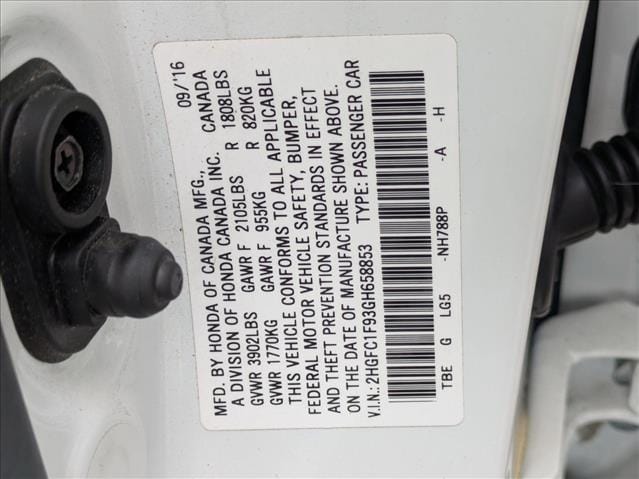 MFD. BY HONDA OF CANADA MFG., 09/'16
A DIVISION OF HONDA CANADA INC. CANADA
GVWR 3902LBS GAWR F 2105LBS R 1808LBS
GVWR 1770KG GAWR F 955KG R 820KG
THIS VEHICLE CONFORMS TO ALL APPLICABLE
FEDERAL MOTOR VEHICLE SAFETY, BUMPER,
AND THEFT PREVENTION STANDARDS IN EFFECT
ON THE DATE OF MANUFACTURE SHOWN ABOVE.
V.I.N.: 2HGFC1F93GH658853 TYPE: PASSENGER CAR
TBE G LG5 -NH788P -A -H